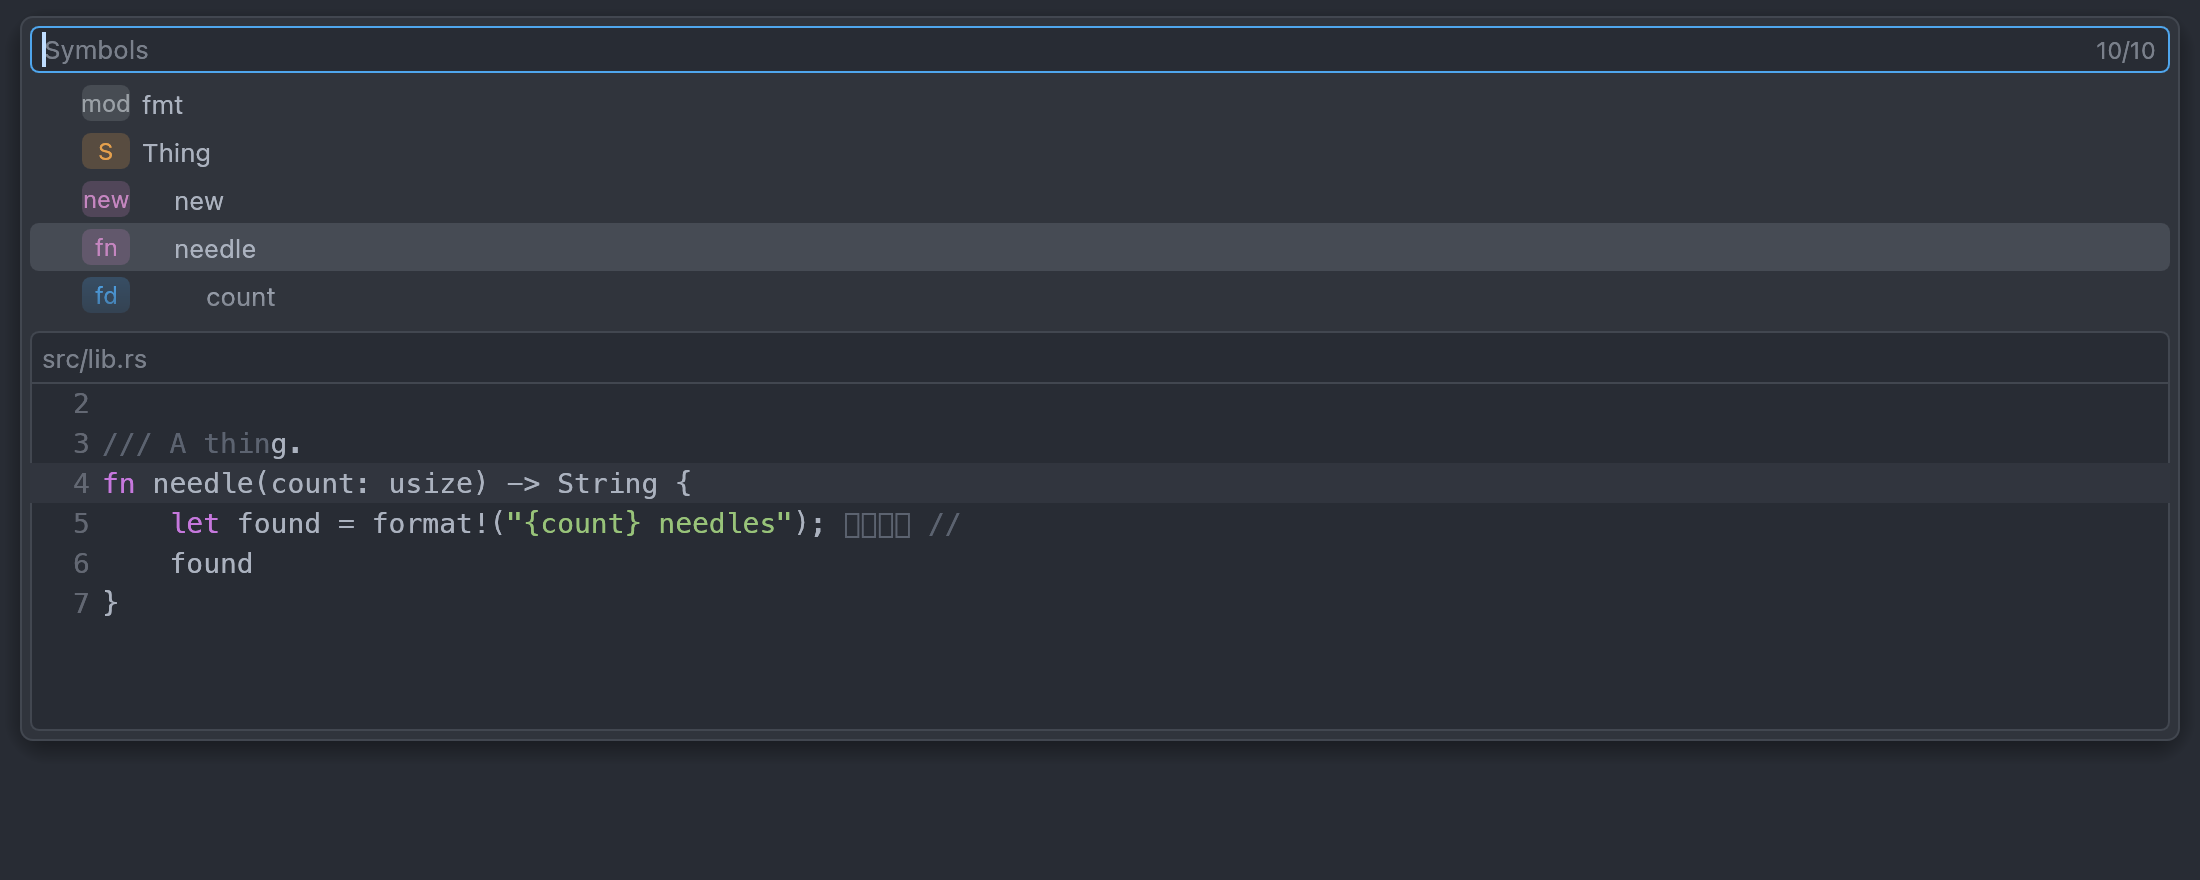 Symbols 10/10
mod fmt
S Thing
new new
fn needle
fd count
src/lib.rs
2
3 /// A thing.
4 fn needle(count: usize) -> String {
5 let found = format!("{count} needles"); //
6 found
7 }